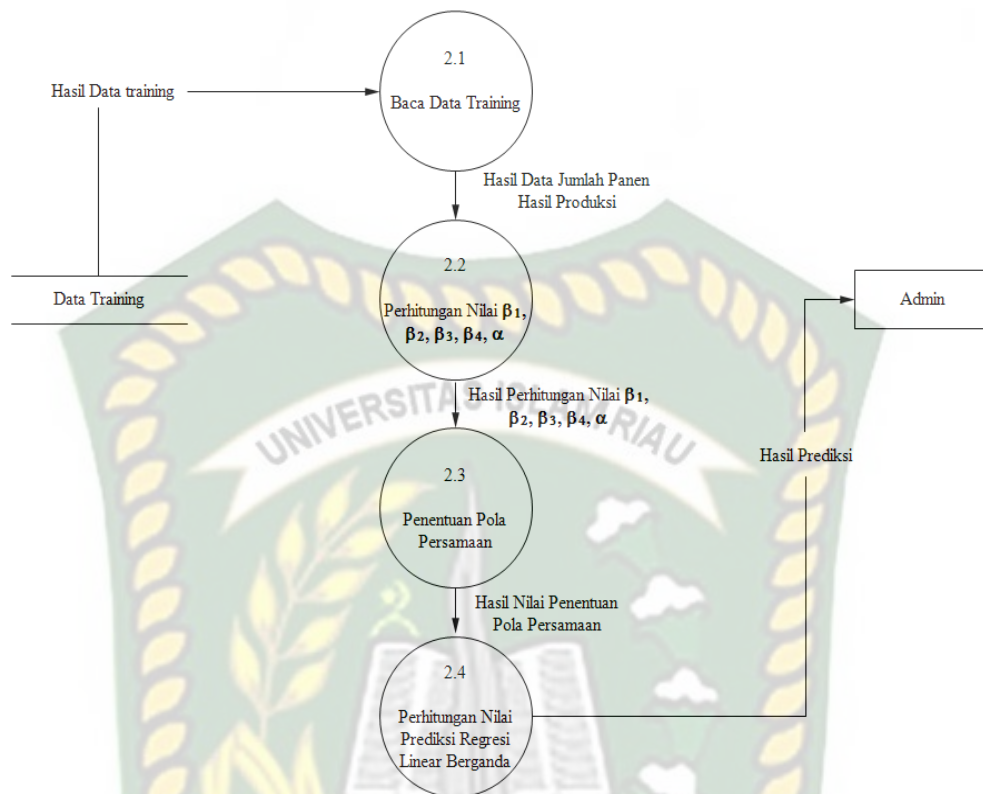 2.1
Baca Data Training
Hasil Data training
Hasil Data Jumlah Panen
Hasil Produksi
2.2
Perhitungan Nilai β1,
β2, β3, β4, α
Data Training
Admin
Hasil Perhitungan Nilai β1,
β2, β3, β4, α
UNIVERSITAS ISLAM RIAU
Hasil Prediksi
2.3
Penentuan Pola
Persamaan
Hasil Nilai Penentuan
Pola Persamaan
2.4
Perhitungan Nilai
Prediksi Regresi
Linear Berganda